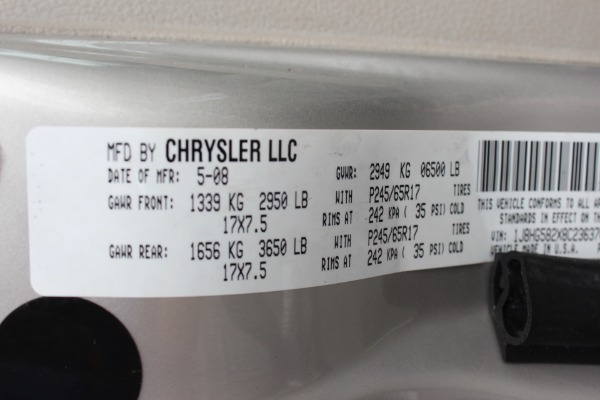 MFD BY CHRYSLER LLC
DATE OF MFR: 5-08 GVWR: 2949 KG 06500 LB
GAWR FRONT: 1339 KG 2950 LB WITH P245/65R17 TIRES
17X7.5 RIMS AT 242 KPA ( 35 PSI) COLD
GAWR REAR: 1656 KG 3650 LB WITH P245/65R17 TIRES
17X7.5 RIMS AT 242 KPA ( 35 PSI) COLD
THIS VEHICLE CONFORMS TO ALL
STANDARDS IN EFFECT ON
VIN: 1J8HG582X8C23637
VEHICLE MADE IN U.S.A.